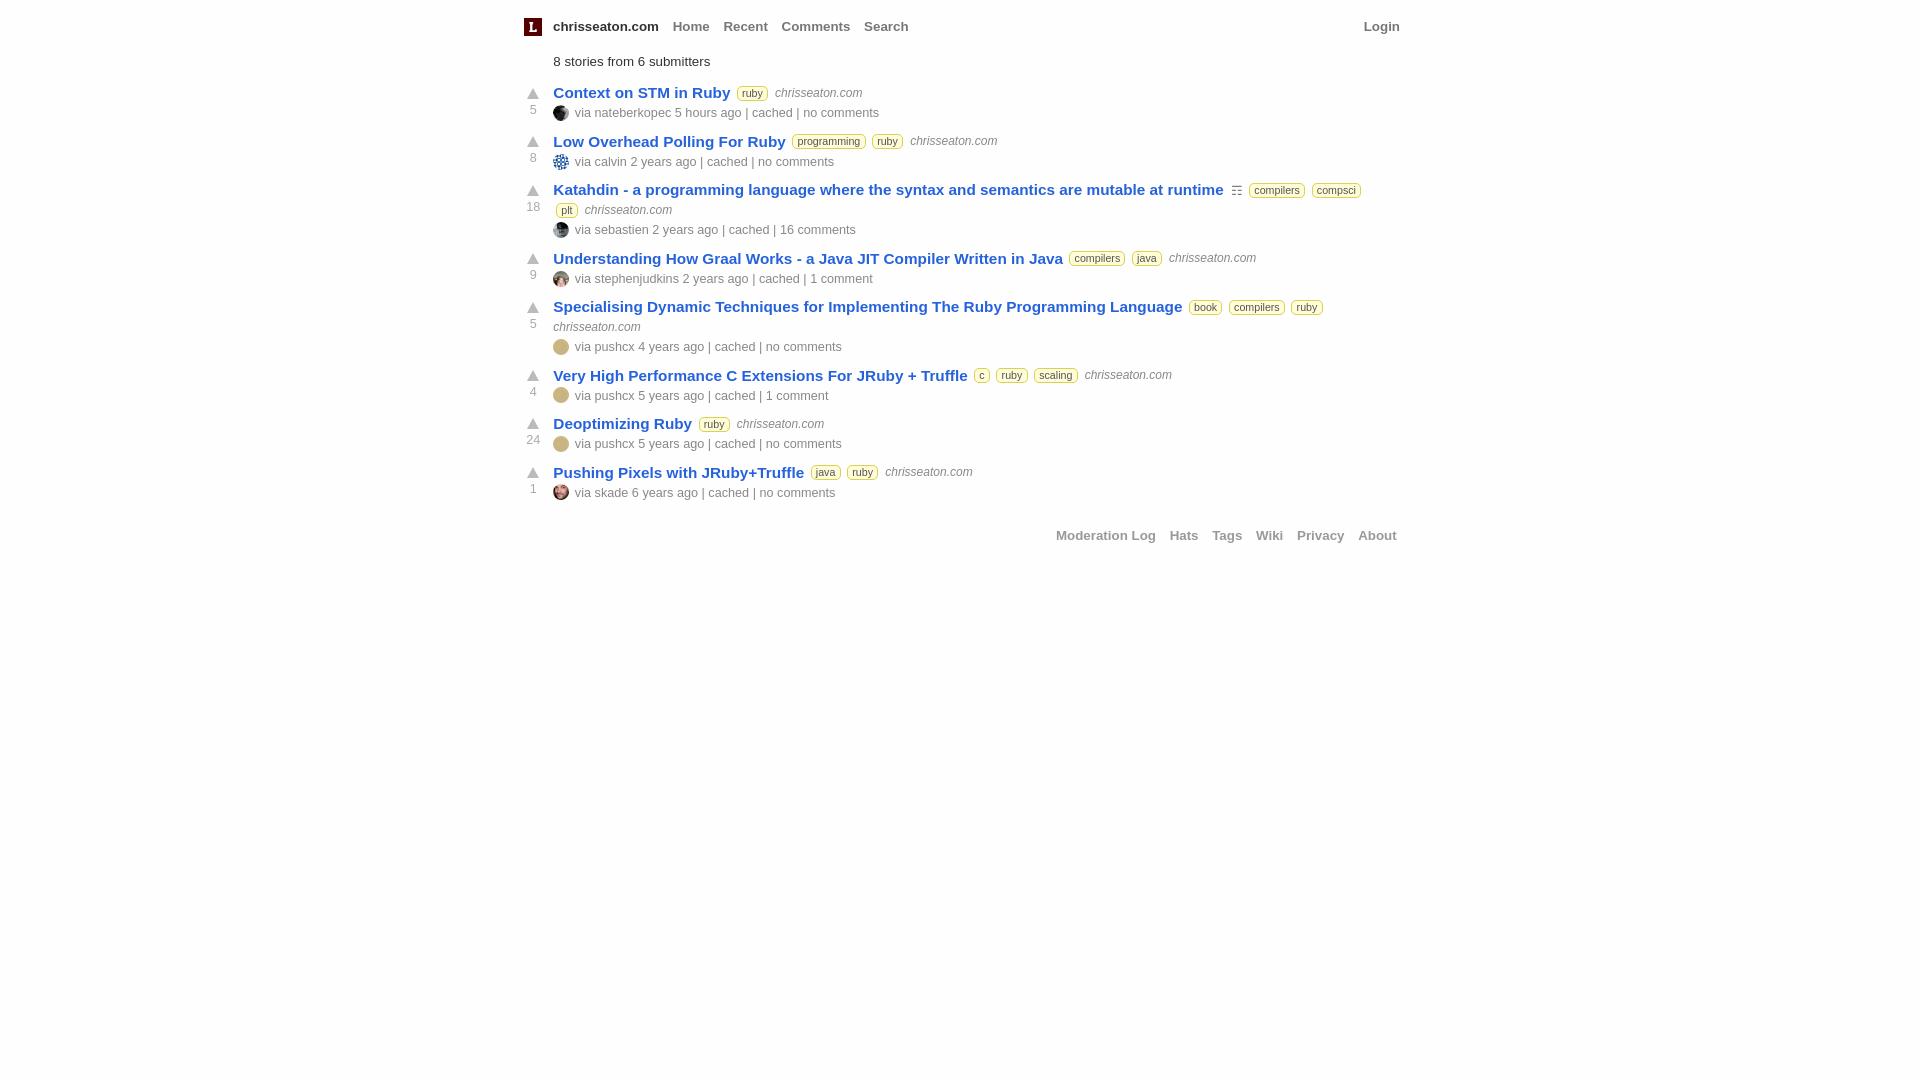 L chrisseaton.com Home Recent Comments Search Login
8 stories from 6 submitters
Context on STM in Ruby ruby chrisseaton.com
5
via nateberkopec 5 hours ago | cached | no comments
Low Overhead Polling For Ruby programming ruby chrisseaton.com
8
via calvin 2 years ago | cached | no comments
Katahdin - a programming language where the syntax and semantics are mutable at runtime ☶ compilers compsci
18
plt chrisseaton.com
via sebastien 2 years ago | cached | 16 comments
Understanding How Graal Works - a Java JIT Compiler Written in Java compilers java chrisseaton.com
9
via stephenjudkins 2 years ago | cached | 1 comment
Specialising Dynamic Techniques for Implementing The Ruby Programming Language book compilers ruby
5
chrisseaton.com
via pushcx 4 years ago | cached | no comments
Very High Performance C Extensions For JRuby + Truffle c ruby scaling chrisseaton.com
4
via pushcx 5 years ago | cached | 1 comment
Deoptimizing Ruby ruby chrisseaton.com
24
via pushcx 5 years ago | cached | no comments
Pushing Pixels with JRuby+Truffle java ruby chrisseaton.com
1
via skade 6 years ago | cached | no comments
Moderation Log Hats Tags Wiki Privacy About